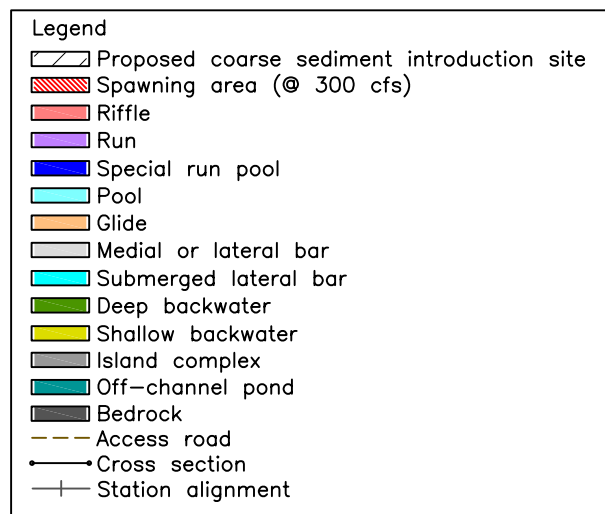 Legend
Proposed coarse sediment introduction site
Spawning area (@ 300 cfs)
Riffle
Run
Special run pool
Pool
Glide
Medial or lateral bar
Submerged lateral bar
Deep backwater
Shallow backwater
Island complex
Off-channel pond
Bedrock
Access road
Cross section
Station alignment